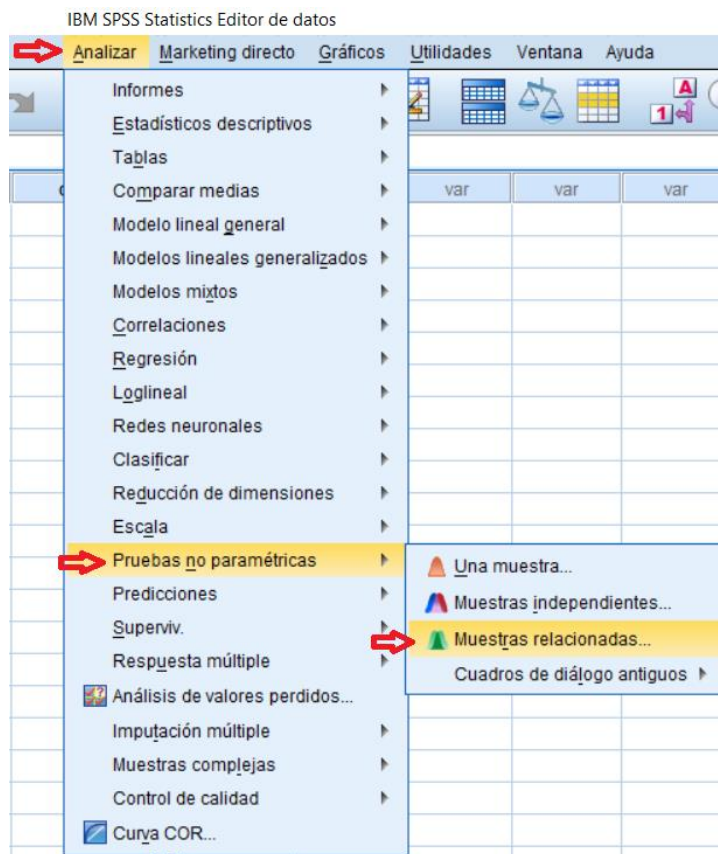 IBM SPSS Statistics Editor de datos
Analizar Marketing directo Gráficos Utilidades Ventana Ayuda
Informes
Estadísticos descriptivos
Tablas
Comparar medias
var var var
Modelo lineal general
Modelos lineales generalizados
Modelos mixtos
Correlaciones
Regresión
Loglineal
Redes neuronales
Clasificar
Reducción de dimensiones
Escala
Pruebas no paramétricas
Una muestra...
Muestras independientes...
Muestras relacionadas...
Cuadros de diálogo antiguos
Predicciones
Superviv.
Respuesta múltiple
Análisis de valores perdidos...
Imputación múltiple
Muestras complejas
Control de calidad
Curva COR...